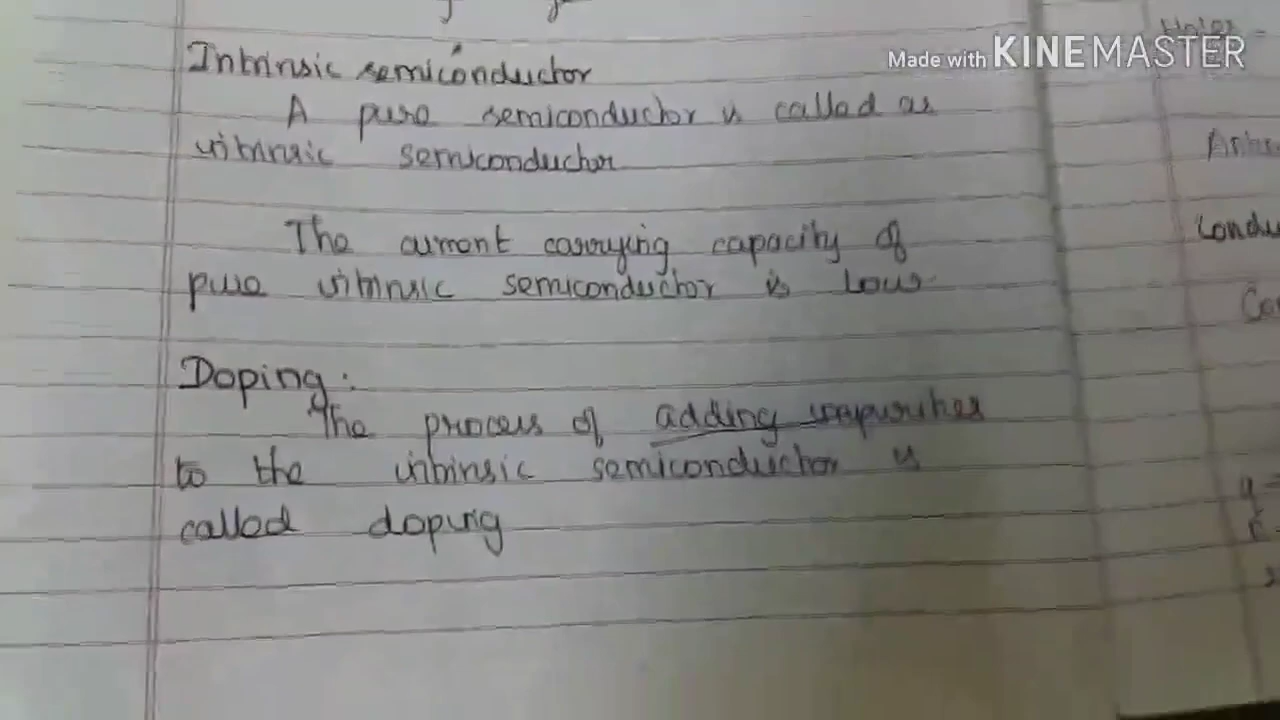 Intrinsic semiconductor
A pure semiconductor is called as
intrinsic semiconductor
The current carrying capacity of
pure intrinsic semiconductor is Low
Doping :
The process of adding impurities
to the intrinsic semiconductor is
called doping
Made with KINEMASTER